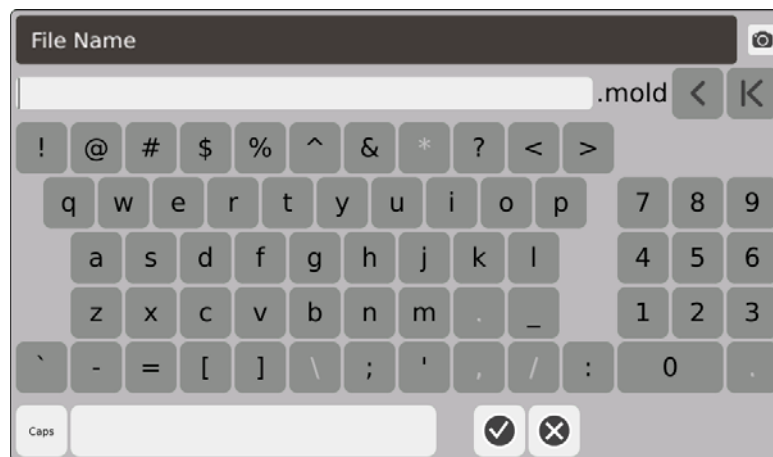 File Name
.mold < K
! @ # $ % ^ & * ? < >
q w e r t y u i o p 7 8 9
a s d f g h j k l 4 5 6
z x c v b n m . _ 1 2 3
` - = [ ] \ ; ' , / : 0 .
Caps